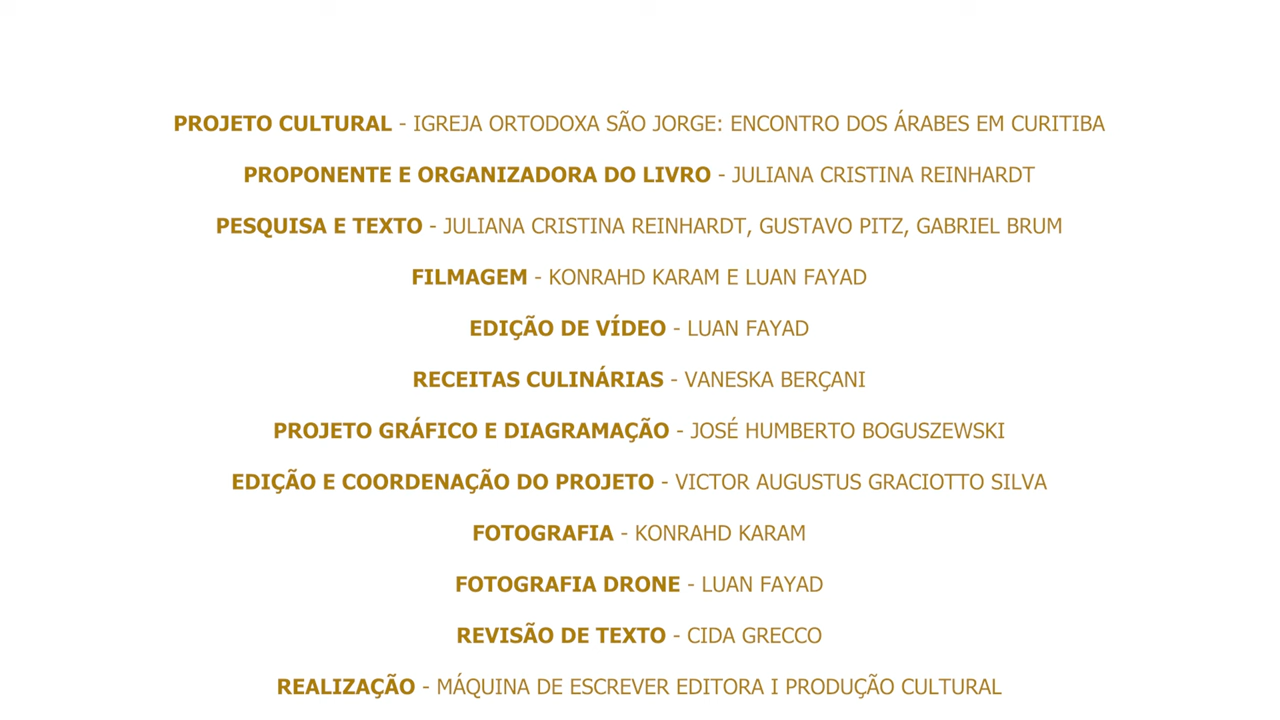 PROJETO CULTURAL - IGREJA ORTODOXA SÃO JORGE: ENCONTRO DOS ÁRABES EM CURITIBA
PROPONENTE E ORGANIZADORA DO LIVRO - JULIANA CRISTINA REINHARDT
PESQUISA E TEXTO - JULIANA CRISTINA REINHARDT, GUSTAVO PITZ, GABRIEL BRUM
FILMAGEM - KONRAHD KARAM E LUAN FAYAD
EDIÇÃO DE VÍDEO - LUAN FAYAD
RECEITAS CULINÁRIAS - VANESKA BERÇANI
PROJETO GRÁFICO E DIAGRAMAÇÃO - JOSÉ HUMBERTO BOGUSZEWSKI
EDIÇÃO E COORDENAÇÃO DO PROJETO - VICTOR AUGUSTUS GRACIOTTO SILVA
FOTOGRAFIA - KONRAHD KARAM
FOTOGRAFIA DRONE - LUAN FAYAD
REVISÃO DE TEXTO - CIDA GRECCO
REALIZAÇÃO - MÁQUINA DE ESCREVER EDITORA I PRODUÇÃO CULTURAL